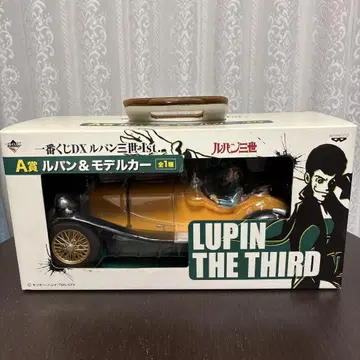 一番くじDX ルパン三世-1st.
A賞 ルパン&モデルカー 全1種
ルパン三世
BANPRESTO
LUPIN
THE THIRD